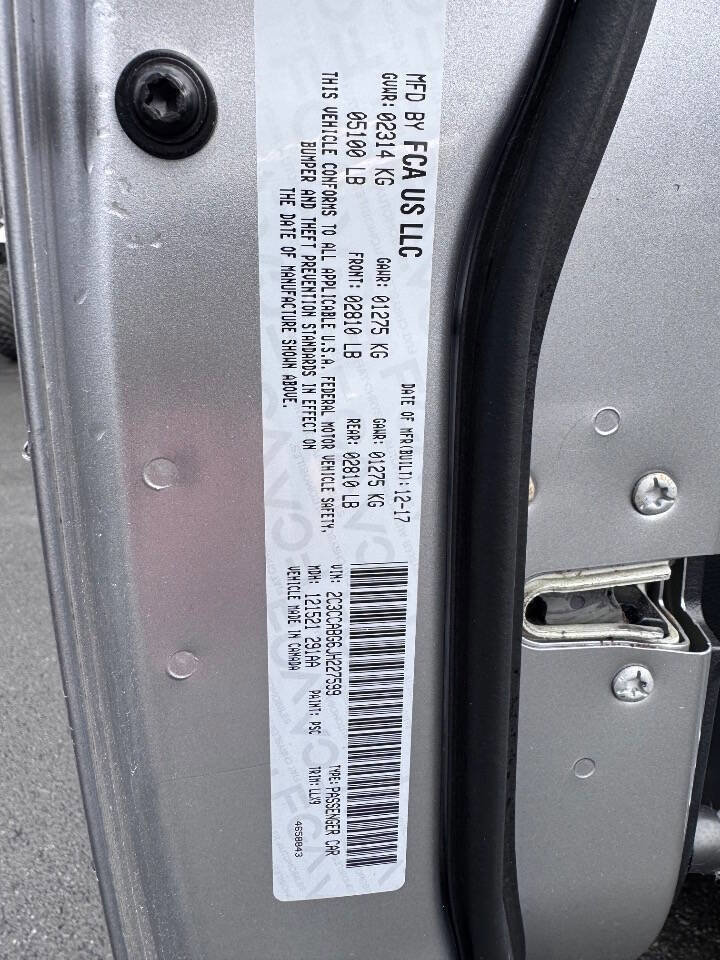 MFD BY FCA US LLC
DATE OF MFR(BUILT): 12-17
GVWR: 02314 KG
GAWR: 01275 KG
GAWR: 01275 KG
05100 LB
FRONT: 02810 LB
REAR: 02810 LB
THIS VEHICLE CONFORMS TO ALL APPLICABLE U.S.A. FEDERAL MOTOR VEHICLE SAFETY,
BUMPER AND THEFT PREVENTION STANDARDS IN EFFECT ON
THE DATE OF MANUFACTURE SHOWN ABOVE.
VIN: 2C3CCABG6JH227599
TYPE: PASSENGER CAR
MDH: 121521 291AA
PAINT: PSC
TRIM: LLX9
VEHICLE MADE IN CANADA
4658843